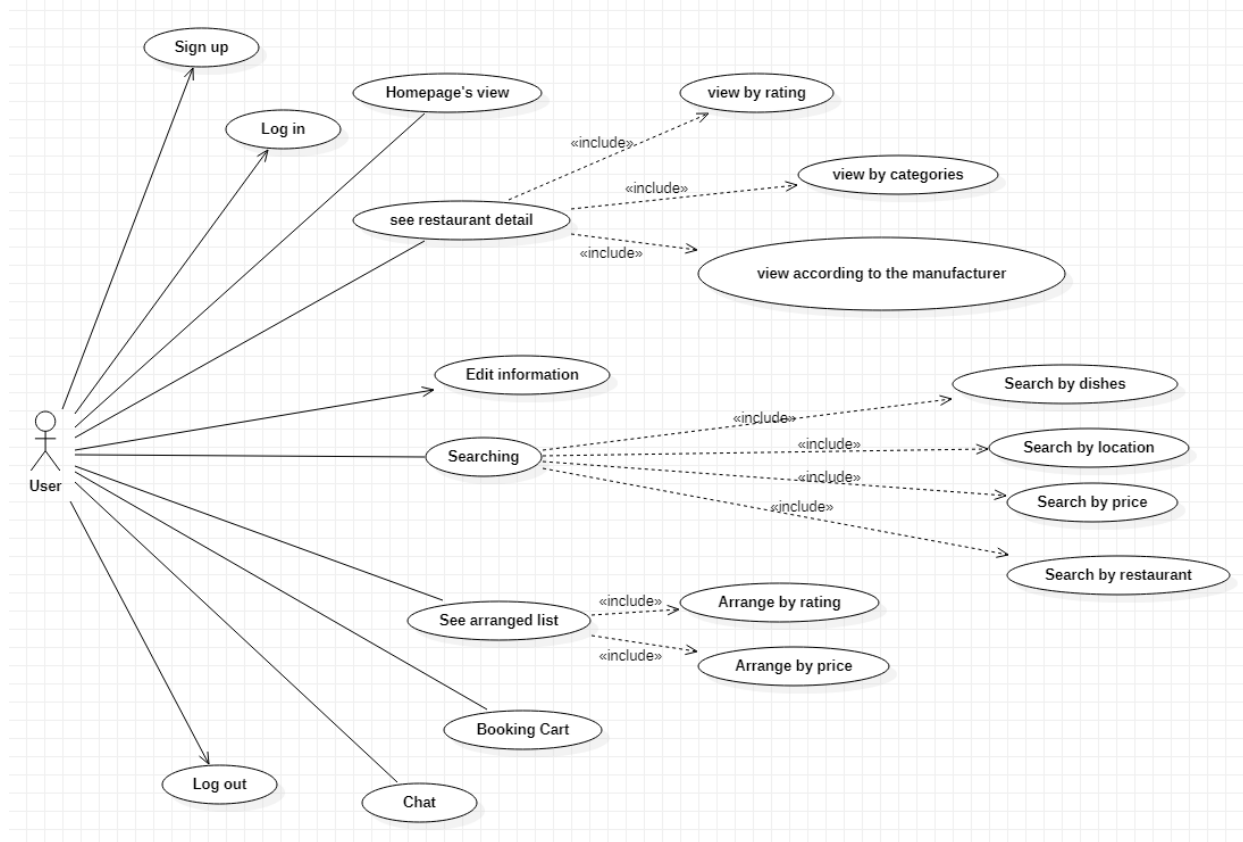 Sign up
Homepage's view
view by rating
Log in
«include»
view by categories
«include»
see restaurant detail
«include»
view according to the manufacturer
Edit information
Search by dishes
«include»
Searching
«include»
Search by location
«include»
Search by price
User
«include»
Search by restaurant
«include»
Arrange by rating
See arranged list
«include»
Arrange by price
Booking Cart
Log out
Chat